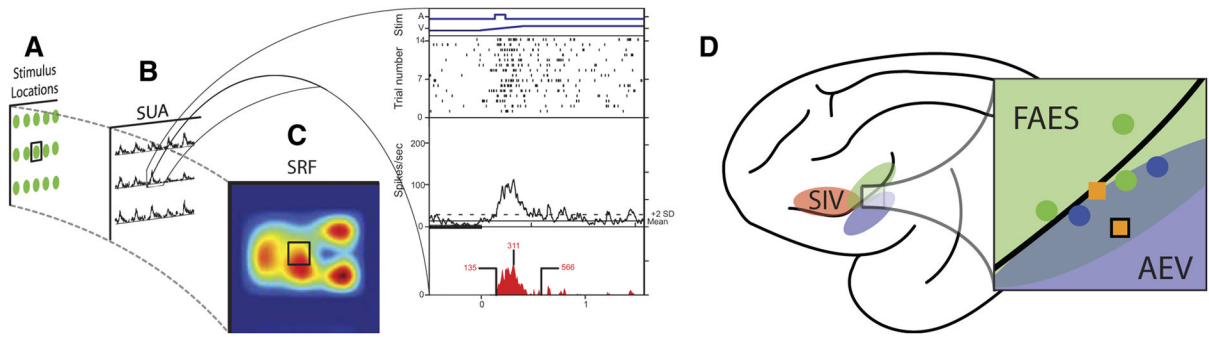 A
Stimulus
Locations
B
SUA
C
SRF
Stim
A
V
Trial number
14
7
0
Spikes/sec
200
100
0
+2 SD
Mean
311
135
566
0
0
1
D
SIV
FAES
AEV